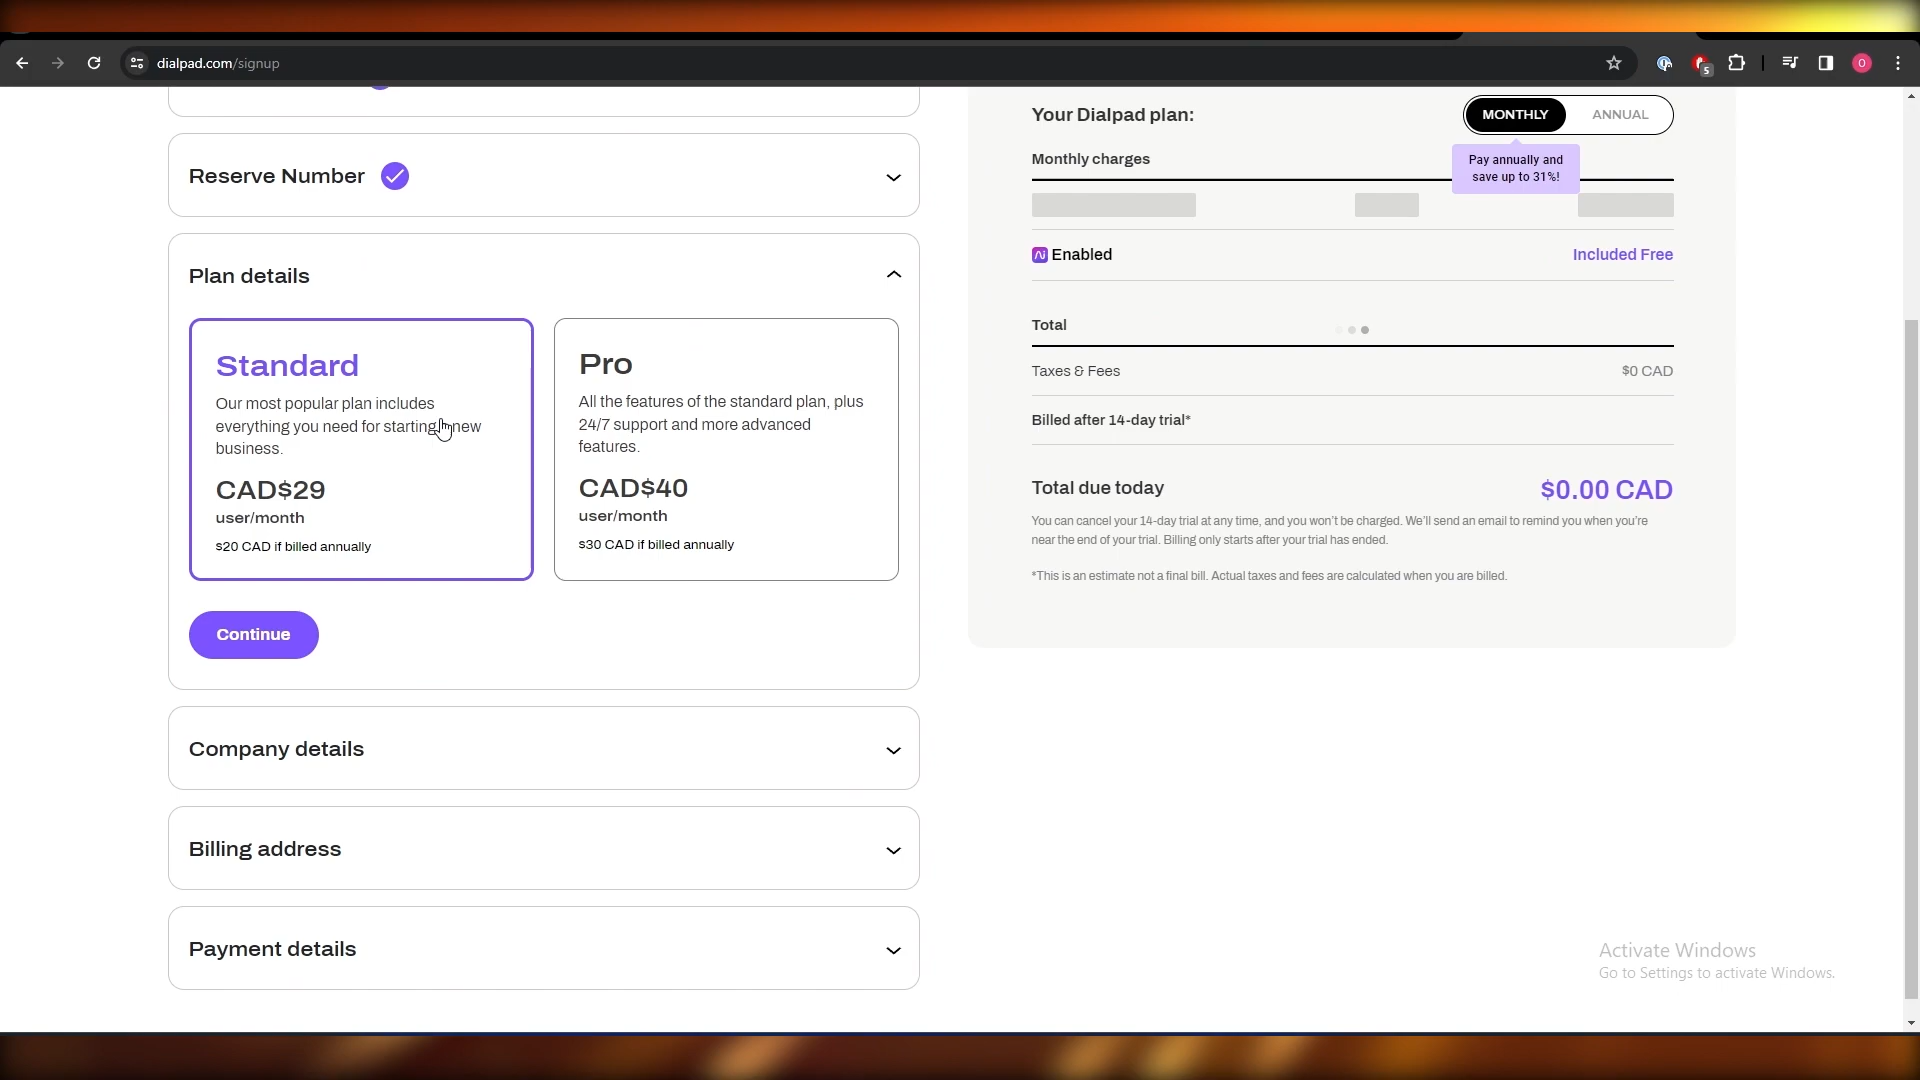 dialpad.com/signup
5
O
Reserve Number
Plan details
Standard
Our most popular plan includes
everything you need for starting new
business.
CAD$29
user/month
$20 CAD if billed annually
Pro
All the features of the standard plan, plus
24/7 support and more advanced
features.
CAD$40
user/month
$30 CAD if billed annually
Continue
Company details
Billing address
Payment details
Your Dialpad plan:
MONTHLY
ANNUAL
Pay annually and
save up to 31%!
Monthly charges
Ai Enabled
Included Free
Total
Taxes & Fees
$0 CAD
Billed after 14-day trial*
Total due today
$0.00 CAD
You can cancel your 14-day trial at any time, and you won't be charged. We'll send an email to remind you when you're
near the end of your trial. Billing only starts after your trial has ended.
*This is an estimate not a final bill. Actual taxes and fees are calculated when you are billed.
Activate Windows
Go to Settings to activate Windows.